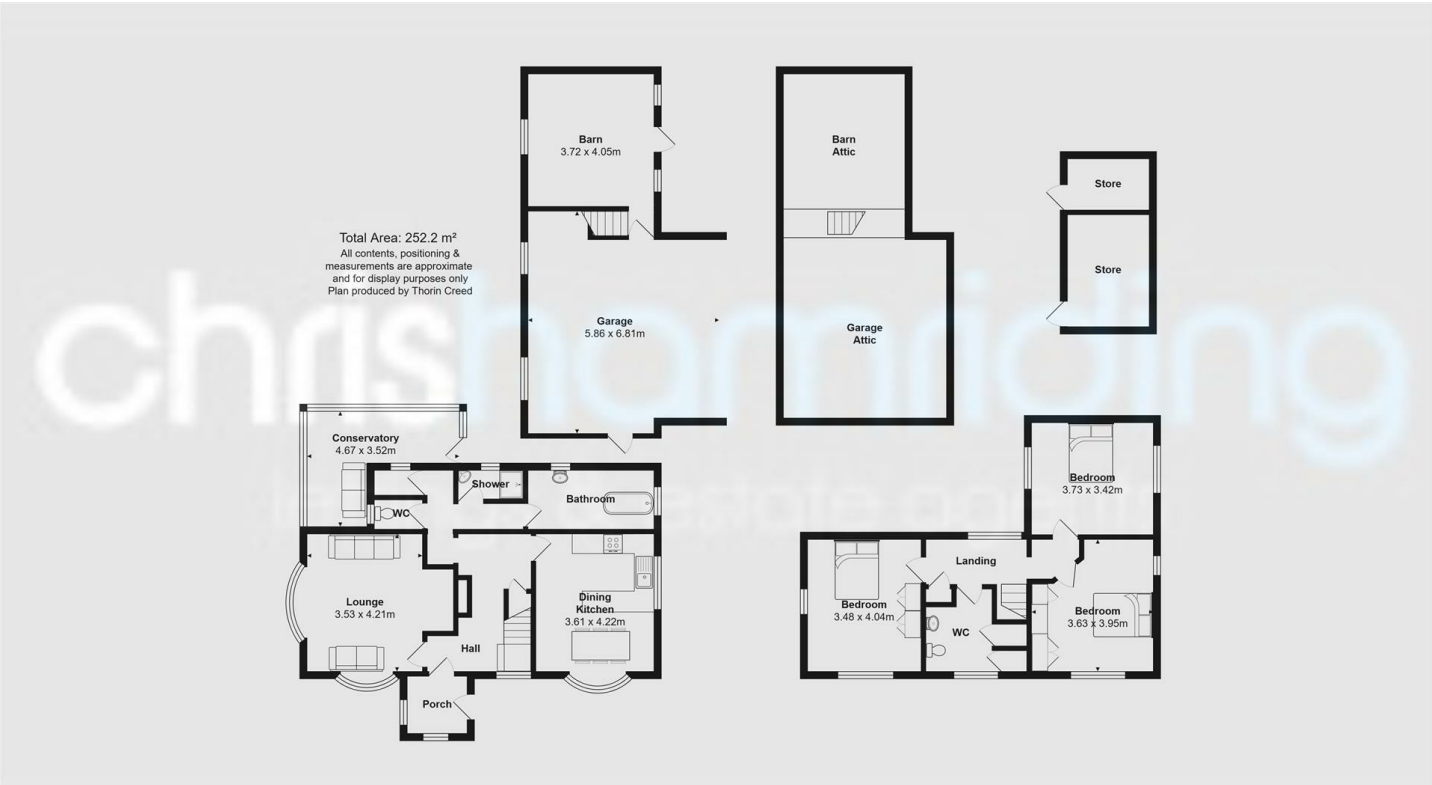 Barn
3.72 x 4.05m
Barn
Attic
Store
Store
Total Area: 252.2 m²
All contents, positioning &
measurements are approximate
and for display purposes only
Plan produced by Thorin Creed
Garage
5.86 x 6.81m
Garage
Attic
chrishamriding
Conservatory
4.67 x 3.52m
Shower
Bathroom
WC
Lounge
3.53 x 4.21m
Dining
Kitchen
3.61 x 4.22m
Hall
Porch
Bedroom
3.73 x 3.42m
Landing
Bedroom
3.48 x 4.04m
WC
Bedroom
3.63 x 3.95m